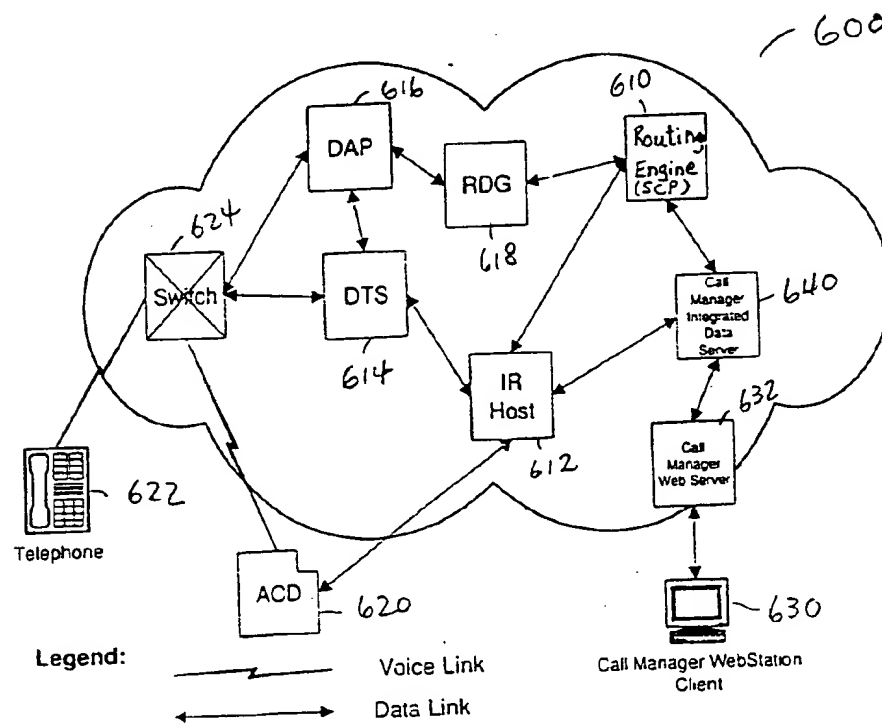 600
616
DAP
610
Routing
Engine
(SCP)
RDG
618
624
Switch
DTS
614
Call
Manager
Integrated
Data
Server
640
IR
Host
612
632
Call
Manager
Web Server
622
Telephone
ACD
620
630
Call Manager WebStation
Client
Legend:
Voice Link
Data Link